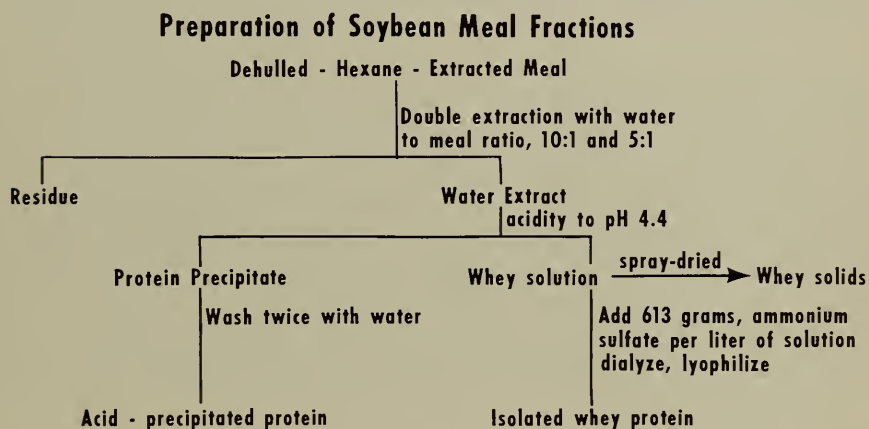 Preparation of Soybean Meal Fractions
Dehulled - Hexane - Extracted Meal
Double extraction with water
to meal ratio, 10:1 and 5:1
Residue
Water Extract
acidity to pH 4.4
Protein Precipitate
Whey solution
spray-dried
Whey solids
Wash twice with water
Add 613 grams, ammonium
sulfate per liter of solution
dialyze, lyophilize
Acid - precipitated protein
Isolated whey protein